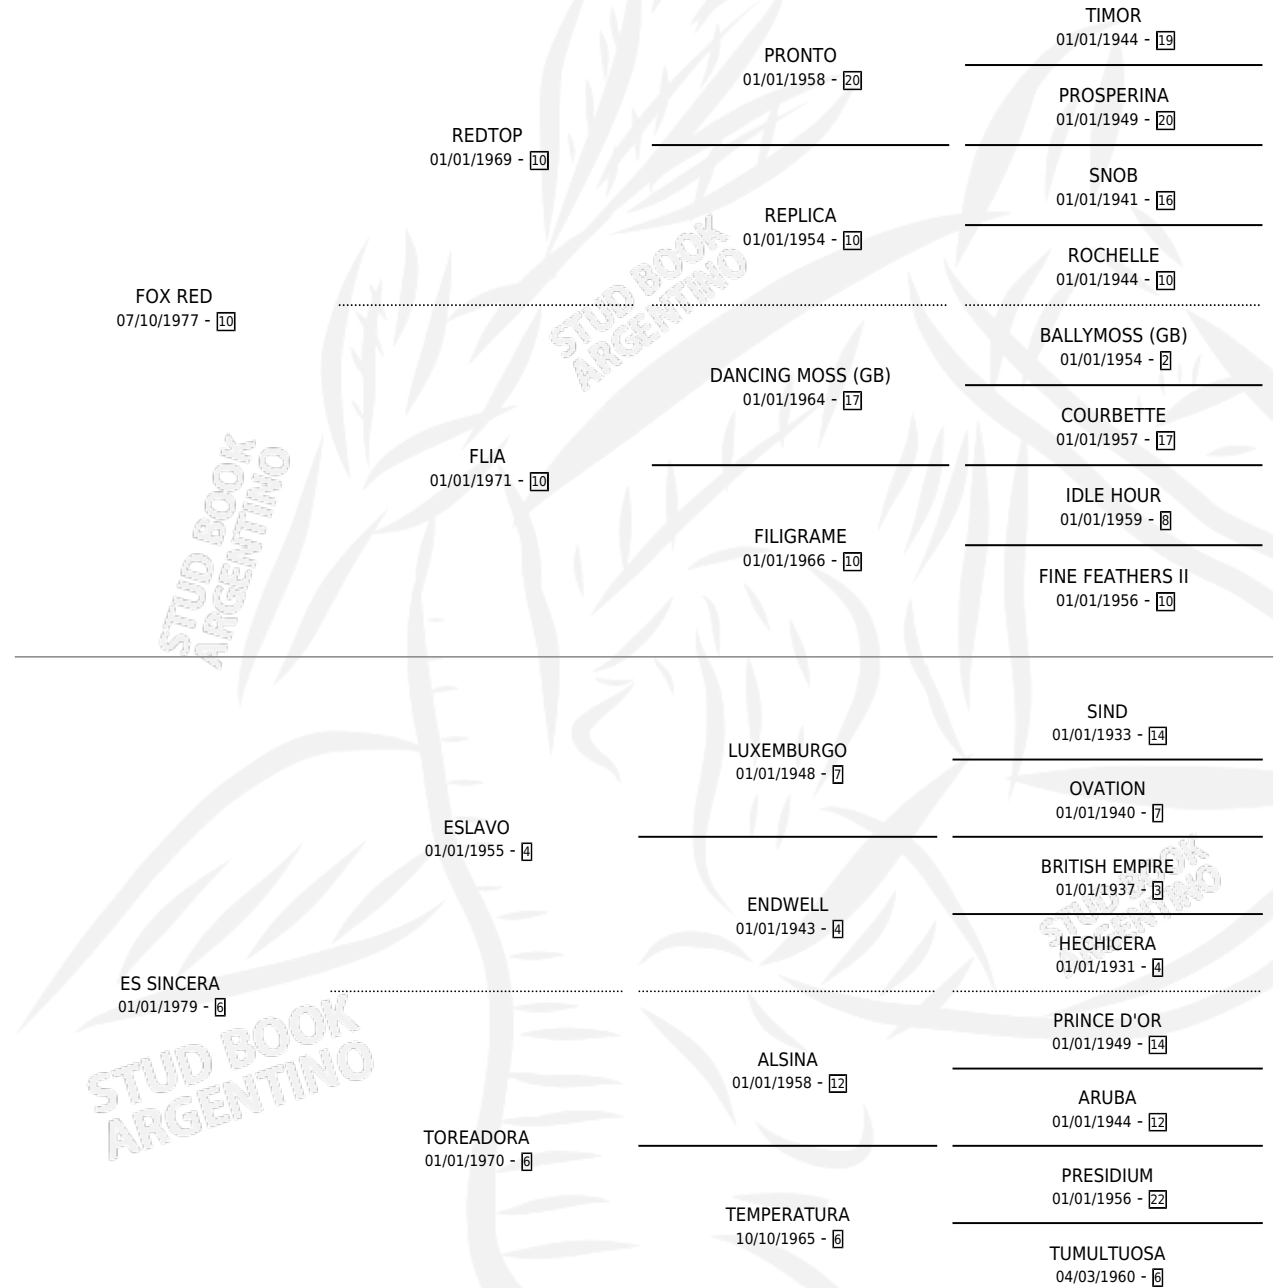 TIMOR
01/01/1944 - 19
PRONTO
01/01/1958 - 20
PROSPERINA
01/01/1949 - 20
REDTOP
01/01/1969 - 10
SNOB
01/01/1941 - 16
REPLICA
01/01/1954 - 10
ROCHELLE
01/01/1944 - 10
FOX RED
07/10/1977 - 10
STUD BOOK
ARGENTINO
BALLYMOSS (GB)
01/01/1954 - 2
DANCING MOSS (GB)
01/01/1964 - 17
COURBETTE
01/01/1957 - 17
FLIA
01/01/1971 - 10
IDLE HOUR
01/01/1959 - 8
FILIGRAME
01/01/1966 - 10
FINE FEATHERS II
01/01/1956 - 10
STUD BOOK
ARGENTINO
SIND
01/01/1933 - 14
LUXEMBURGO
01/01/1948 - 7
OVATION
01/01/1940 - 7
ESLAVO
01/01/1955 - 4
BRITISH EMPIRE
01/01/1937 - 3
ENDWELL
01/01/1943 - 4
HECHICERA
01/01/1931 - 4
STUD BOOK
ARGENTINO
ES SINCERA
01/01/1979 - 6
PRINCE D'OR
01/01/1949 - 14
ALSINA
01/01/1958 - 12
ARUBA
01/01/1944 - 12
STUD BOOK
ARGENTINO
TOREADORA
01/01/1970 - 6
PRESIDIUM
01/01/1956 - 22
TEMPERATURA
10/10/1965 - 6
TUMULTUOSA
04/03/1960 - 6